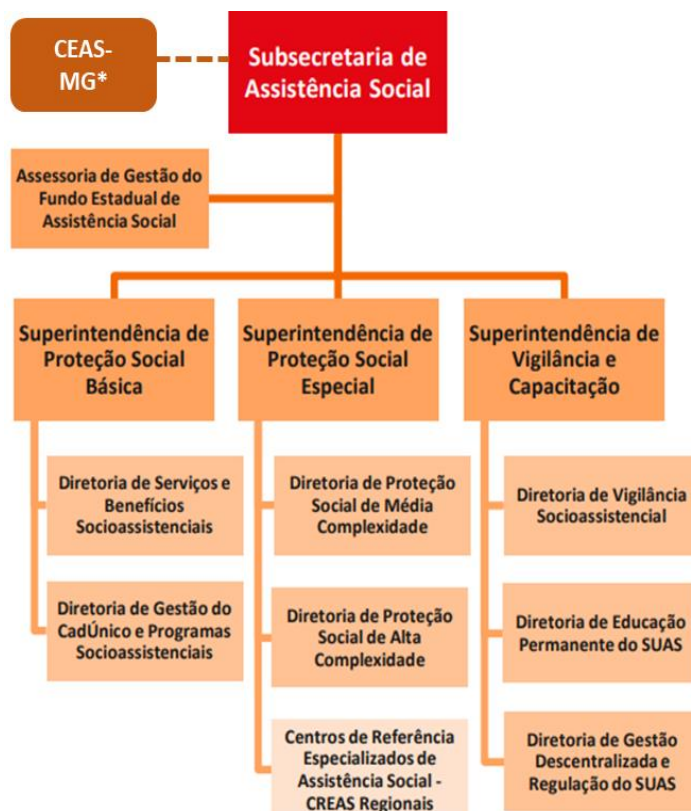 CEAS-
MG*
Subsecretaria de
Assistência Social
Assessoria de Gestão do
Fundo Estadual de
Assistência Social
Superintendência de
Proteção Social
Básica
Superintendência de
Proteção Social
Especial
Superintendência de
Vigilância e
Capacitação
Diretoria de Serviços e
Benefícios
Socioassistenciais
Diretoria de Proteção
Social de Média
Complexidade
Diretoria de Vigilância
Socioassistencial
Diretoria de Gestão do
CadÚnico e Programas
Socioassistenciais
Diretoria de Proteção
Social de Alta
Complexidade
Diretoria de Educação
Permanente do SUAS
Centros de Referência
Especializados de
Assistência Social -
CREAS Regionais
Diretoria de Gestão
Descentralizada e
Regulação do SUAS